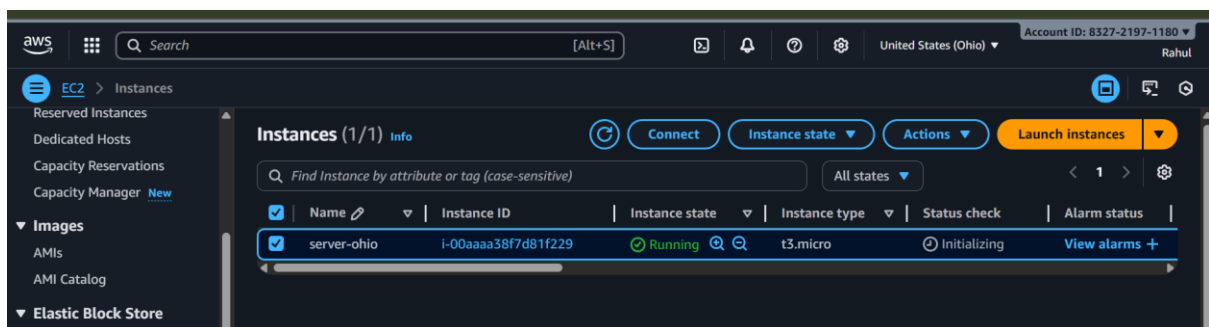 aws Search [Alt+S] United States (Ohio) Account ID: 8327-2197-1180
Rahul
EC2 > Instances
Reserved Instances
Dedicated Hosts
Capacity Reservations
Capacity Manager New
Images
AMIs
AMI Catalog
Elastic Block Store
Instances (1/1) Info Connect Instance state Actions Launch instances
Find Instance by attribute or tag (case-sensitive) All states 1
Name Instance ID Instance state Instance type Status check Alarm status
server-ohio i-00aaaa38f7d81f229 Running t3.micro Initializing View alarms +